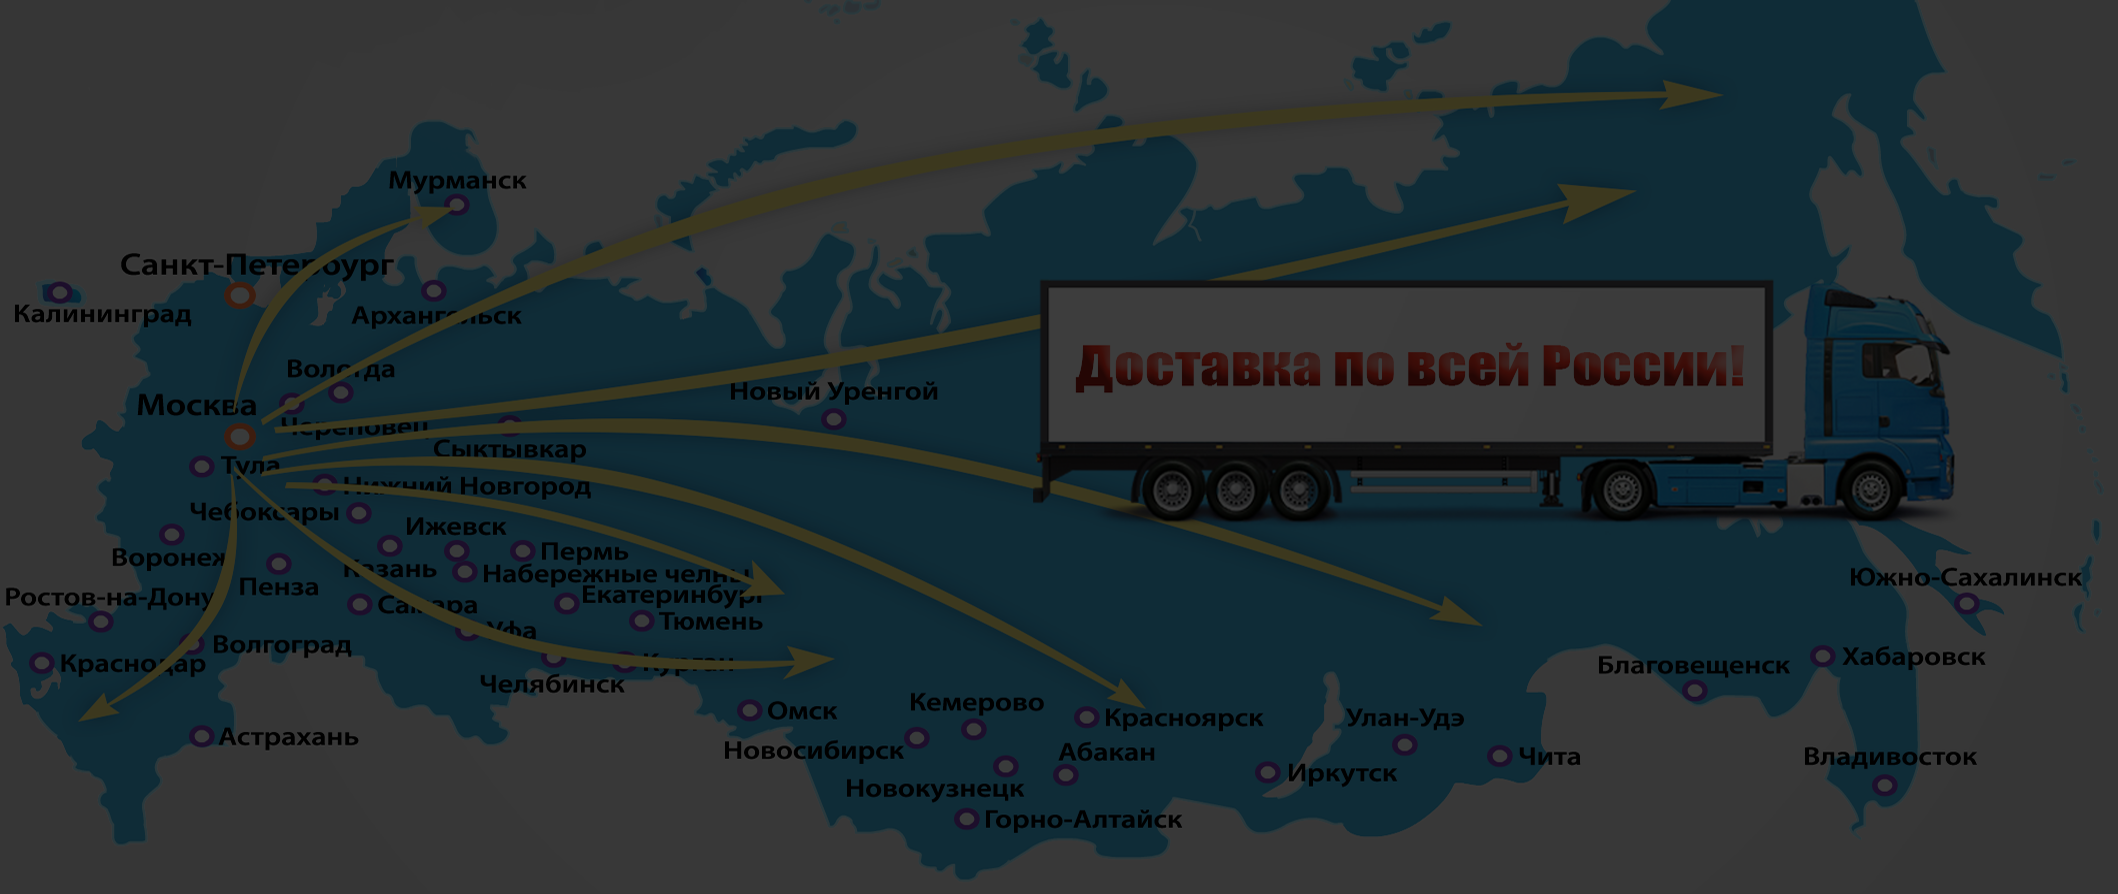 Мурманск
Санкт-Петербург
Калининград
Архангельск
Вологда
Москва
Череповец
Новый Уренгой
Доставка по всей России!
Сыктывкар
Тула
Нижний Новгород
Чебоксары
Ижевск
Воронеж
Пермь
Казань
Набережные челны
Пенза
Екатеринбург
Ростов-на-Дону
Самара
Тюмень
Уфа
Волгоград
Краснодар
Курган
Челябинск
Южно-Сахалинск
Благовещенск
Хабаровск
Астрахань
Омск
Кемерово
Красноярск
Улан-Удэ
Новосибирск
Абакан
Чита
Владивосток
Иркутск
Новокузнецк
Горно-Алтайск